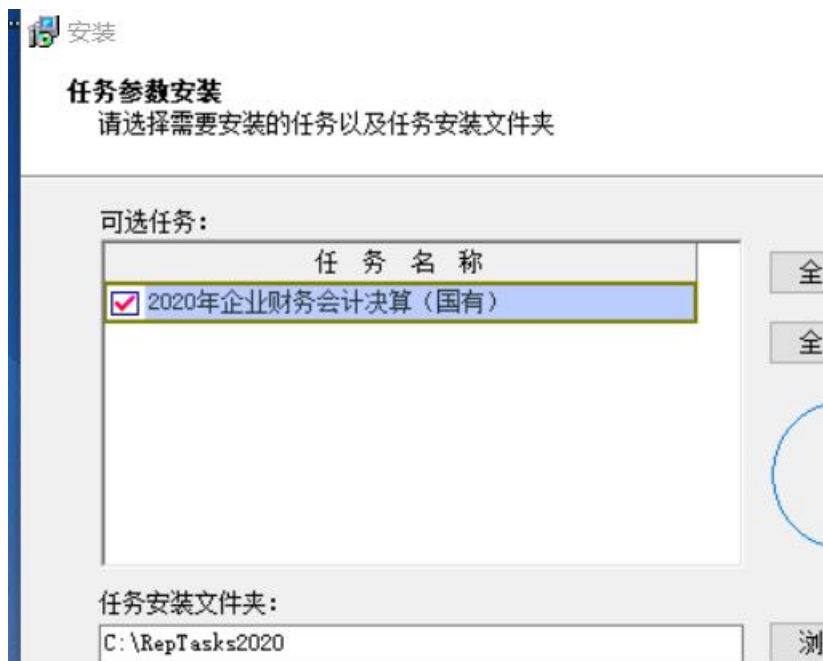 安装
任务参数安装
请选择需要安装的任务以及任务安装文件夹
可选任务：
任 务 名 称
全
2020年企业财务会计决算（国有）
全
任务安装文件夹：
C:\RepTasks2020
浏